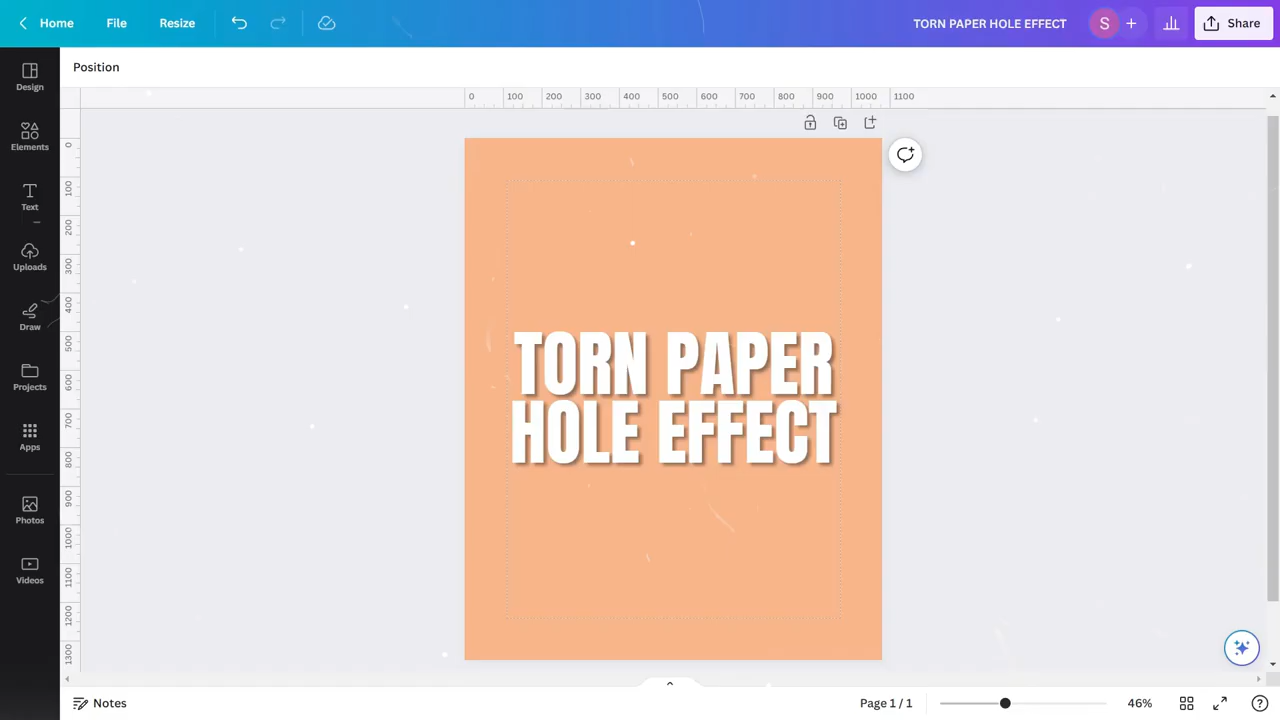 Home
File
Resize
TORN PAPER HOLE EFFECT
S
+
Share
Position
Design
Elements
Text
Uploads
Draw
Projects
Apps
Photos
Videos
0 100 200 300 400 500 600 700 800 900 1000 1100
0
100
200
300
400
500
600
700
800
900
1000
1100
1200
1300
TORN PAPER
HOLE EFFECT
Notes
Page 1 / 1
46%
?